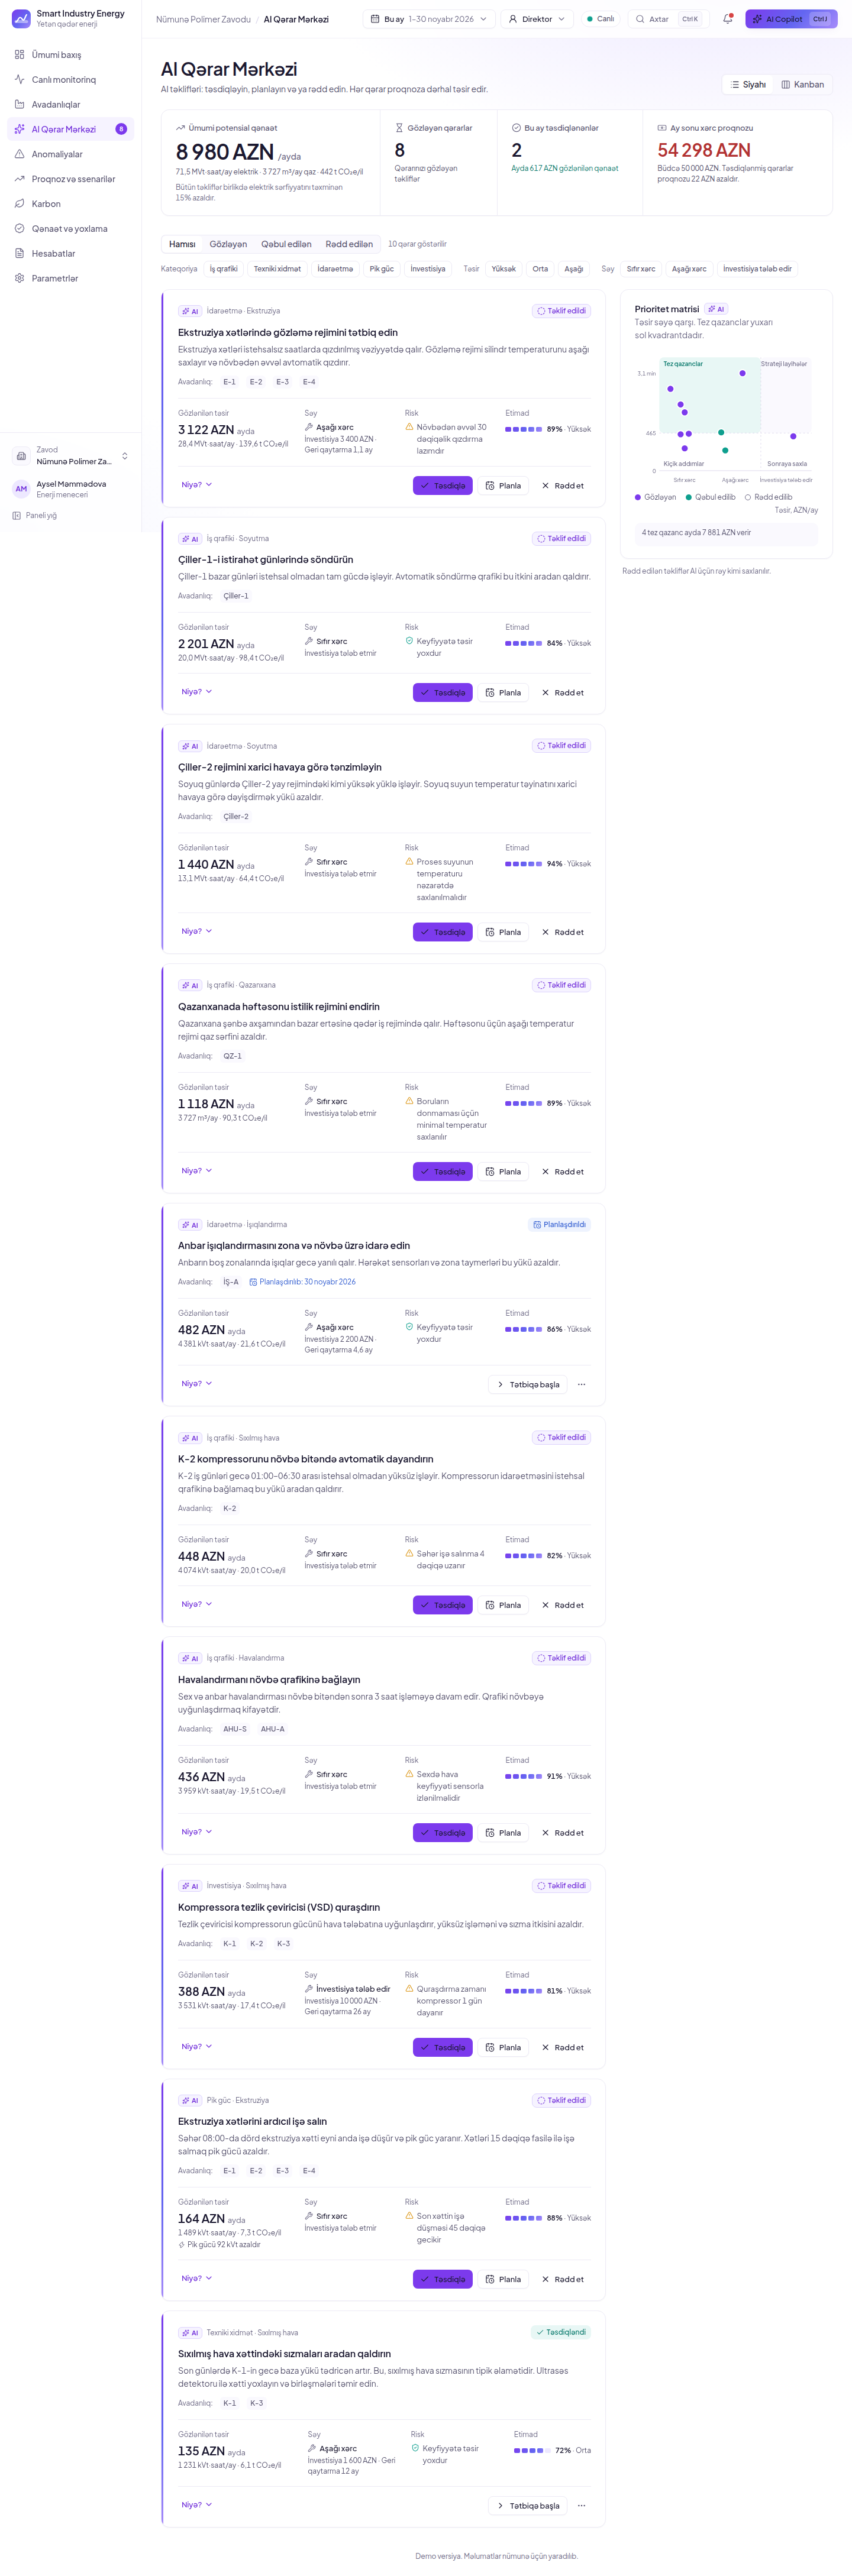 Smart Industry Energy
Yetən qədər enerji
Ümumi baxış
Canlı monitorinq
Avadanlıqlar
AI Qərar Mərkəzi 8
Anomaliyalar
Proqnoz və ssenarilər
Karbon
Qənaət və yoxlama
Hesabatlar
Parametrlər
Zavod
Nümunə Polimer Za...
AM Aysel Məmmədova
Enerji meneceri
Paneli yığ
Nümunə Polimer Zavodu / AI Qərar Mərkəzi
Bu ay 1–30 noyabr 2026
Direktor
Canlı
Axtar Ctrl K
AI Copilot Ctrl J
AI Qərar Mərkəzi
AI təklifləri: təsdiqləyin, planlayın və ya rədd edin. Hər qərar proqnoza dərhal təsir edir.
Siyahı Kanban
Ümumi potensial qənaət
8 980 AZN /ayda
71,5 MVt·saat/ay elektrik · 3 727 m³/ay qaz · 442 t CO₂e/il
Bütün təkliflər birlikdə elektrik sərfiyyatını təxminən
15% azaldır.
Gözləyən qərarlar
8
Qərarınızı gözləyən
təkliflər
Bu ay təsdiqlənənlər
2
Ayda 617 AZN gözlənilən qənaət
Ay sonu xərc proqnozu
54 298 AZN
Büdcə 50 000 AZN. Təsdiqlənmiş qərarlar
proqnozu 22 AZN azaldır.
Hamısı Gözləyən Qəbul edilən Rədd edilən 10 qərar göstərilir
Kateqoriya İş qrafiki Texniki xidmət İdarəetmə Pik güc İnvestisiya Təsir Yüksək Orta Aşağı Səy Sıfır xərc Aşağı xərc İnvestisiya tələb edir
AI İdarəetmə · Ekstruziya Təklif edildi
Ekstruziya xətlərində gözləmə rejimini tətbiq edin
Ekstruziya xətləri istehsalsız saatlarda qızdırılmış vəziyyətdə qalır. Gözləmə rejimi silindr temperaturunu aşağı
saxlayır və növbədən əvvəl avtomatik qızdırır.
Avadanlıq: E-1 E-2 E-3 E-4
Gözlənilən təsir Səy Risk Etimad
3 122 AZN ayda
28,4 MVt·saat/ay · 139,6 t CO₂e/il
Aşağı xərc
İnvestisiya 3 400 AZN ·
Geri qaytarma 1,1 ay
Növbədən əvvəl 30
dəqiqəlik qızdırma
lazımdır
89% · Yüksək
Niyə? Təsdiqlə Planla Rədd et
AI İş qrafiki · Soyutma Təklif edildi
Çiller-1-i istirahət günlərində söndürün
Çiller-1 bazar günləri istehsal olmadan tam gücdə işləyir. Avtomatik söndürmə qrafiki bu itkini aradan qaldırır.
Avadanlıq: Çiller-1
Gözlənilən təsir Səy Risk Etimad
2 201 AZN ayda
20,0 MVt·saat/ay · 98,4 t CO₂e/il
Sıfır xərc
İnvestisiya tələb etmir
Keyfiyyətə təsir
yoxdur
84% · Yüksək
Niyə? Təsdiqlə Planla Rədd et
AI İdarəetmə · Soyutma Təklif edildi
Çiller-2 rejimini xarici havaya görə tənzimləyin
Soyuq günlərdə Çiller-2 yay rejimindəki kimi yüksək yüklə işləyir. Soyuq suyun temperatur təyinatını xarici
havaya görə dəyişdirmək yükü azaldır.
Avadanlıq: Çiller-2
Gözlənilən təsir Səy Risk Etimad
1 440 AZN ayda
13,1 MVt·saat/ay · 64,4 t CO₂e/il
Sıfır xərc
İnvestisiya tələb etmir
Proses suyunun
temperaturu
nəzarətdə
saxlanılmalıdır
94% · Yüksək
Niyə? Təsdiqlə Planla Rədd et
AI İş qrafiki · Qazanxana Təklif edildi
Qazanxanada həftəsonu istilik rejimini endirin
Qazanxana şənbə axşamından bazar ertəsinə qədər iş rejimində qalır. Həftəsonu üçün aşağı temperatur
rejimi qaz sərfini azaldır.
Avadanlıq: QZ-1
Gözlənilən təsir Səy Risk Etimad
1 118 AZN ayda
3 727 m³/ay · 90,3 t CO₂e/il
Sıfır xərc
İnvestisiya tələb etmir
Boruların
donmaması üçün
minimal temperatur
saxlanılır
89% · Yüksək
Niyə? Təsdiqlə Planla Rədd et
AI İdarəetmə · İşıqlandırma Planlaşdırıldı
Anbar işıqlandırmasını zona və növbə üzrə idarə edin
Anbarın boş zonalarında işıqlar gecə yanılı qalır. Hərəkət sensorları və zona taymerləri bu yükü azaldır.
Avadanlıq: İŞ-A Planlaşdırılıb: 30 noyabr 2026
Gözlənilən təsir Səy Risk Etimad
482 AZN ayda
4 381 kVt·saat/ay · 21,6 t CO₂e/il
Aşağı xərc
İnvestisiya 2 200 AZN ·
Geri qaytarma 4,6 ay
Keyfiyyətə təsir
yoxdur
86% · Yüksək
Niyə? Tətbiqə başla
AI İş qrafiki · Sıxılmış hava Təklif edildi
K-2 kompressorunu növbə bitəndə avtomatik dayandırın
K-2 iş günləri gecə 01:00–06:30 arası istehsal olmadan yüksüz işləyir. Kompressorun idarəetməsini istehsal
qrafikinə bağlamaq bu yükü aradan qaldırır.
Avadanlıq: K-2
Gözlənilən təsir Səy Risk Etimad
448 AZN ayda
4 074 kVt·saat/ay · 20,0 t CO₂e/il
Sıfır xərc
İnvestisiya tələb etmir
Səhər işə salınma 4
dəqiqə uzanır
82% · Yüksək
Niyə? Təsdiqlə Planla Rədd et
AI İş qrafiki · Havalandırma Təklif edildi
Havalandırmanı növbə qrafikinə bağlayın
Sex və anbar havalandırması növbə bitəndən sonra 3 saat işləməyə davam edir. Qrafiki növbəyə
uyğunlaşdırmaq kifayətdir.
Avadanlıq: AHU-S AHU-A
Gözlənilən təsir Səy Risk Etimad
436 AZN ayda
3 959 kVt·saat/ay · 19,5 t CO₂e/il
Sıfır xərc
İnvestisiya tələb etmir
Sexdə hava
keyfiyyəti sensorla
izlənilməlidir
91% · Yüksək
Niyə? Təsdiqlə Planla Rədd et
AI İnvestisiya · Sıxılmış hava Təklif edildi
Kompressora tezlik çeviricisi (VSD) quraşdırın
Tezlik çeviricisi kompressorun gücünü hava tələbatına uyğunlaşdırır, yüksüz işləməni və sızma itkisini azaldır.
Avadanlıq: K-1 K-2 K-3
Gözlənilən təsir Səy Risk Etimad
388 AZN ayda
3 531 kVt·saat/ay · 17,4 t CO₂e/il
İnvestisiya tələb edir
İnvestisiya 10 000 AZN ·
Geri qaytarma 26 ay
Quraşdırma zamanı
kompressor 1 gün
dayanır
81% · Yüksək
Niyə? Təsdiqlə Planla Rədd et
AI Pik güc · Ekstruziya Təklif edildi
Ekstruziya xətlərini ardıcıl işə salın
Səhər 08:00-da dörd ekstruziya xətti eyni anda işə düşür və pik güc yaranır. Xətləri 15 dəqiqə fasilə ilə işə
salmaq pik gücü azaldır.
Avadanlıq: E-1 E-2 E-3 E-4
Gözlənilən təsir Səy Risk Etimad
164 AZN ayda
1 489 kVt·saat/ay · 7,3 t CO₂e/il
Pik gücü 92 kVt azaldır
Sıfır xərc
İnvestisiya tələb etmir
Son xəttin işə
düşməsi 45 dəqiqə
gecikir
88% · Yüksək
Niyə? Təsdiqlə Planla Rədd et
AI Texniki xidmət · Sıxılmış hava Təsdiqləndi
Sıxılmış hava xəttindəki sızmaları aradan qaldırın
Son günlərdə K-1-in gecə baza yükü tədricən artır. Bu, sıxılmış hava sızmasının tipik əlamətidir. Ultrasəs
detektoru ilə xətti yoxlayın və birləşmələri təmir edin.
Avadanlıq: K-1 K-3
Gözlənilən təsir Səy Risk Etimad
135 AZN ayda
1 231 kVt·saat/ay · 6,1 t CO₂e/il
Aşağı xərc
İnvestisiya 1 600 AZN · Geri
qaytarma 12 ay
Keyfiyyətə təsir
yoxdur
72% · Orta
Niyə? Tətbiqə başla
Prioritet matrisi AI
Təsir səyə qarşı. Tez qazanclar yuxarı
sol kvadrantdadır.
Tez qazanclar Strateji layihələr
3,1 min
465
0
Kiçik addımlar Sonraya saxla
Sıfır xərc Aşağı xərc İnvestisiya tələb edir
Gözləyən Qəbul edilib Rədd edilib
Təsir, AZN/ay
4 tez qazanc ayda 7 881 AZN verir
Rədd edilən təkliflər AI üçün rəy kimi saxlanılır.
Demo versiya. Məlumatlar nümunə üçün yaradılıb.